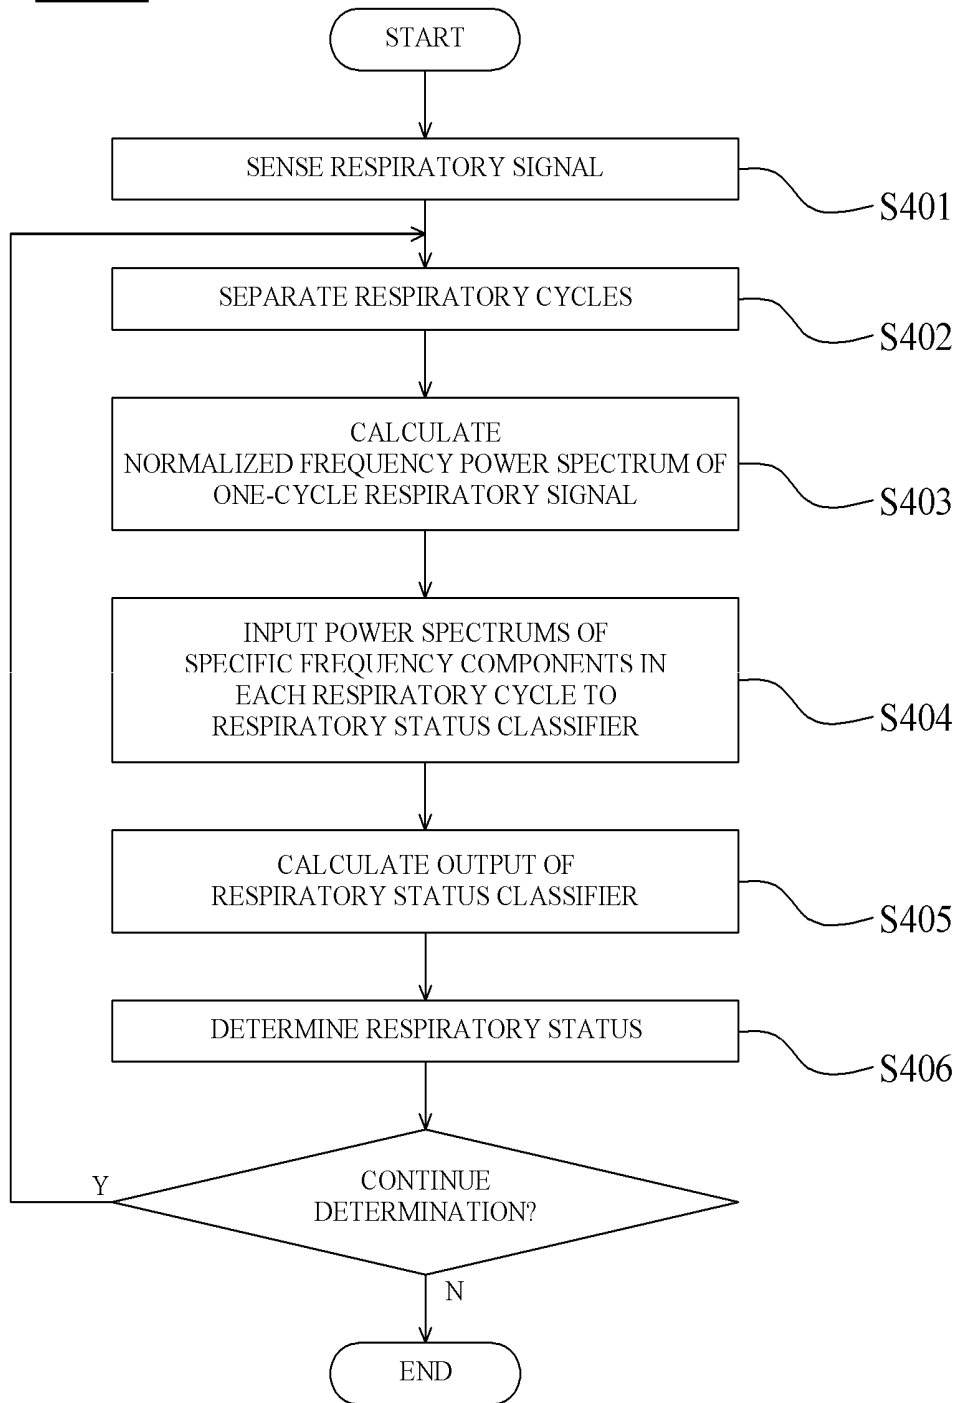 START
SENSE RESPIRATORY SIGNAL
S401
SEPARATE RESPIRATORY CYCLES
S402
CALCULATE
NORMALIZED FREQUENCY POWER SPECTRUM OF
ONE-CYCLE RESPIRATORY SIGNAL
S403
INPUT POWER SPECTRUMS OF
SPECIFIC FREQUENCY COMPONENTS IN
EACH RESPIRATORY CYCLE TO
RESPIRATORY STATUS CLASSIFIER
S404
CALCULATE OUTPUT OF
RESPIRATORY STATUS CLASSIFIER
S405
DETERMINE RESPIRATORY STATUS
S406
Y
CONTINUE
DETERMINATION?
N
END